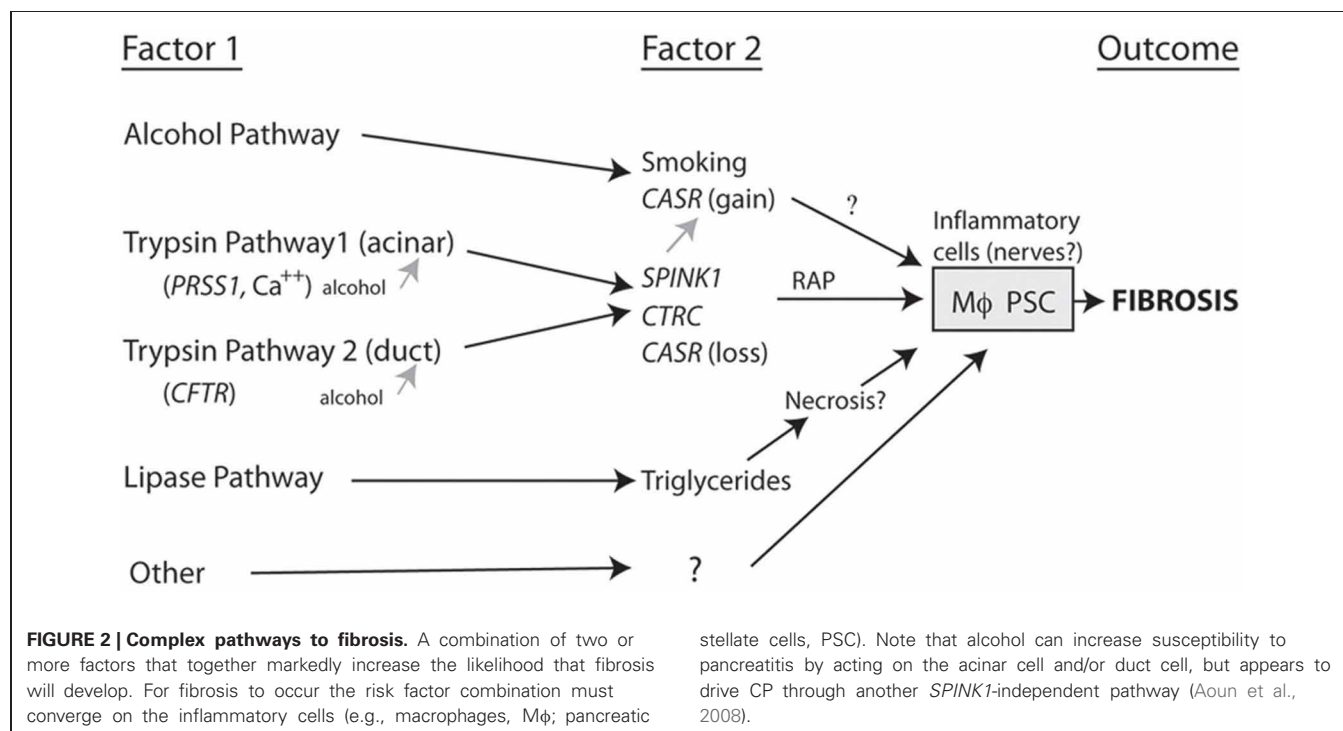 Factor 1
Factor 2
Outcome
Alcohol Pathway
Smoking
CASR (gain)
?
Inflammatory
cells (nerves?)
Trypsin Pathway1 (acinar)
(PRSS1, Ca++) alcohol
SPINK1
CTRC
CASR (loss)
RAP
Mϕ PSC
FIBROSIS
Trypsin Pathway 2 (duct)
(CFTR)
alcohol
Necrosis?
Lipase Pathway
Triglycerides
Other
?
FIGURE 2 | Complex pathways to fibrosis. A combination of two or
more factors that together markedly increase the likelihood that fibrosis
will develop. For fibrosis to occur the risk factor combination must
converge on the inflammatory cells (e.g., macrophages, Mϕ; pancreatic
stellate cells, PSC). Note that alcohol can increase susceptibility to
pancreatitis by acting on the acinar cell and/or duct cell, but appears to
drive CP through another SPINK1-independent pathway (Aoun et al.,
2008).